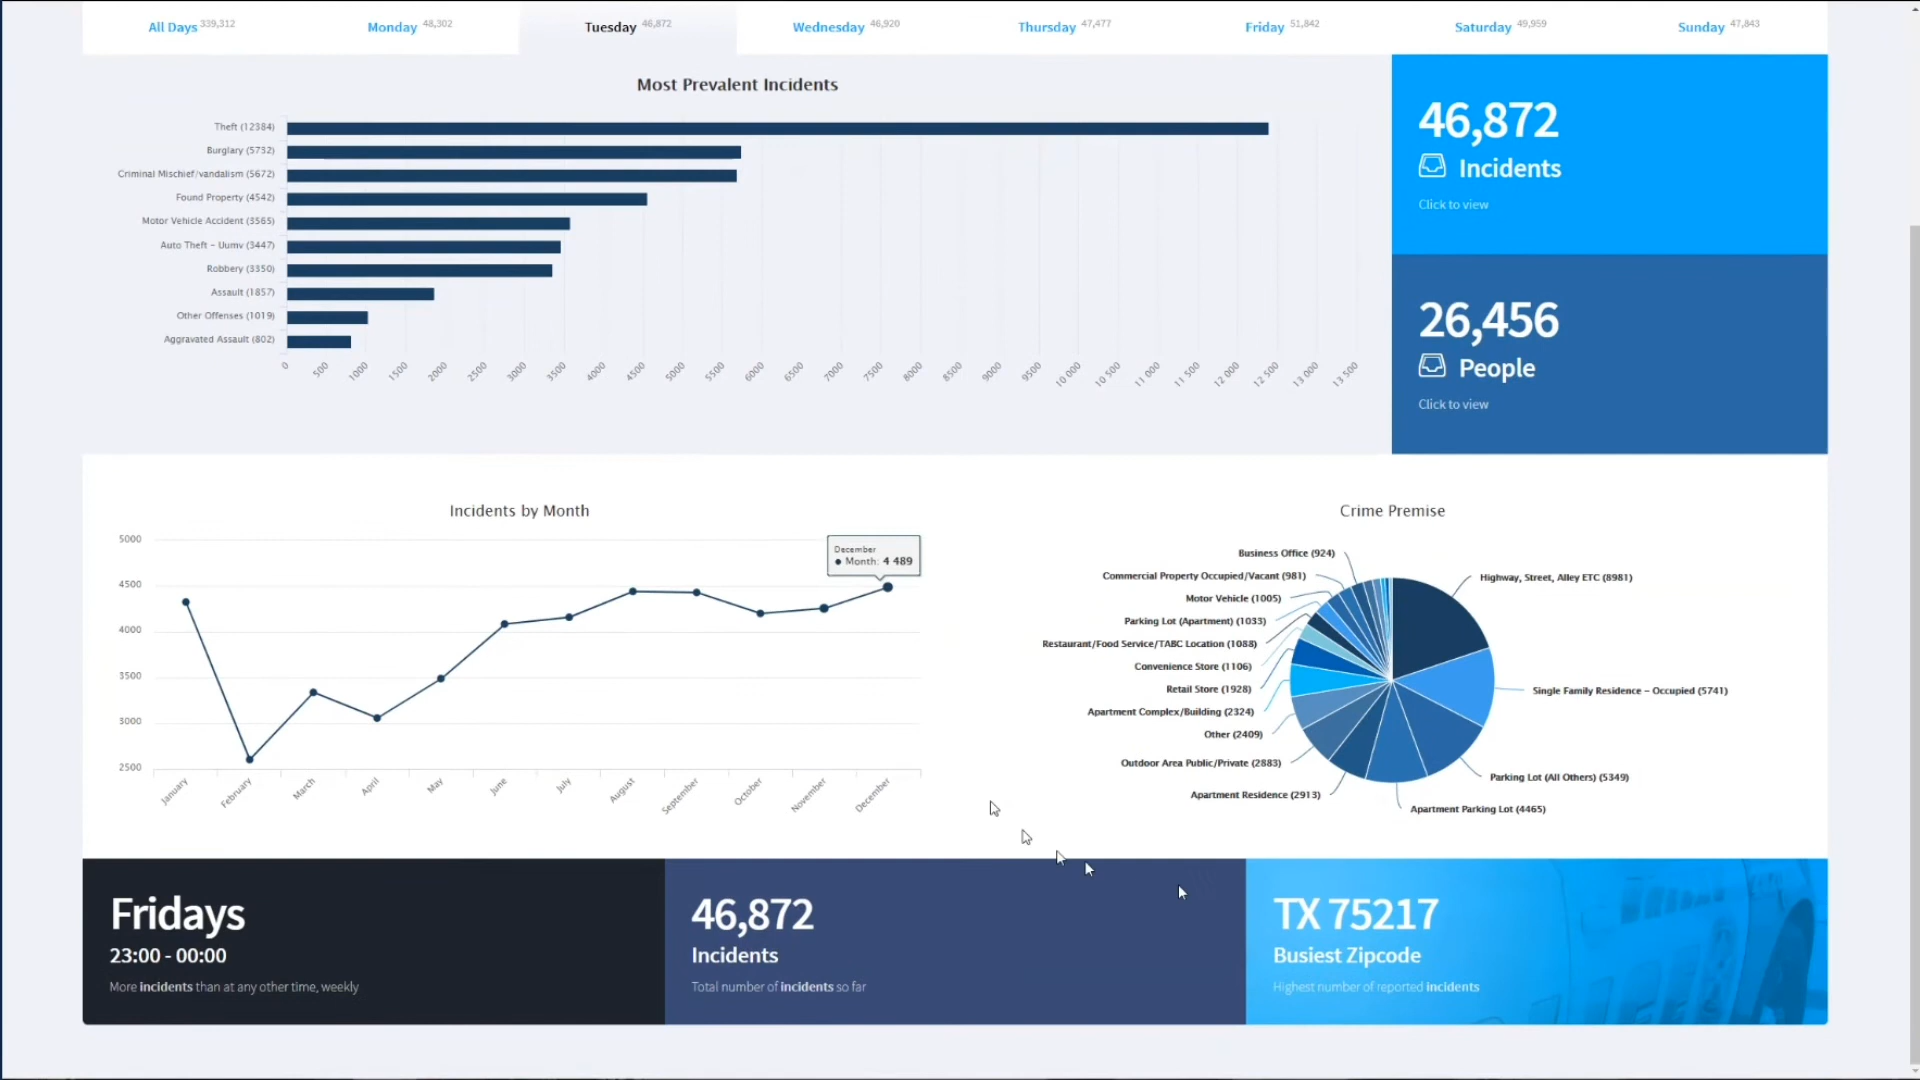 All Days 339,312
Monday 48,302
Tuesday 46,872
Wednesday 46,920
Thursday 47,477
Friday 51,842
Saturday 49,959
Sunday 47,843
Most Prevalent Incidents
Theft (12384)
Burglary (5732)
Criminal Mischief/vandalism (5672)
Found Property (4542)
Motor Vehicle Accident (3565)
Auto Theft - Uumv (3447)
Robbery (3350)
Assault (1857)
Other Offenses (1019)
Aggravated Assault (802)
0 500 1000 1500 2000 2500 3000 3500 4000 4500 5000 5500 6000 6500 7000 7500 8000 8500 9000 9500 10 000 10 500 11 000 11 500 12 000 12 500 13 000 13 500
46,872
Incidents
Click to view
26,456
People
Click to view
Incidents by Month
5000
4500
4000
3500
3000
2500
December
Month: 4 489
January February March April May June July August September October November December
Crime Premise
Business Office (924)
Commercial Property Occupied/Vacant (981)
Motor Vehicle (1005)
Parking Lot (Apartment) (1033)
Restaurant/Food Service/TABC Location (1088)
Convenience Store (1106)
Retail Store (1928)
Apartment Complex/Building (2324)
Other (2409)
Outdoor Area Public/Private (2883)
Apartment Residence (2913)
Highway, Street, Alley ETC (8981)
Single Family Residence - Occupied (5741)
Parking Lot (All Others) (5349)
Apartment Parking Lot (4465)
Fridays
23:00 - 00:00
More incidents than at any other time, weekly
46,872
Incidents
Total number of incidents so far
TX 75217
Busiest Zipcode
Highest number of reported incidents